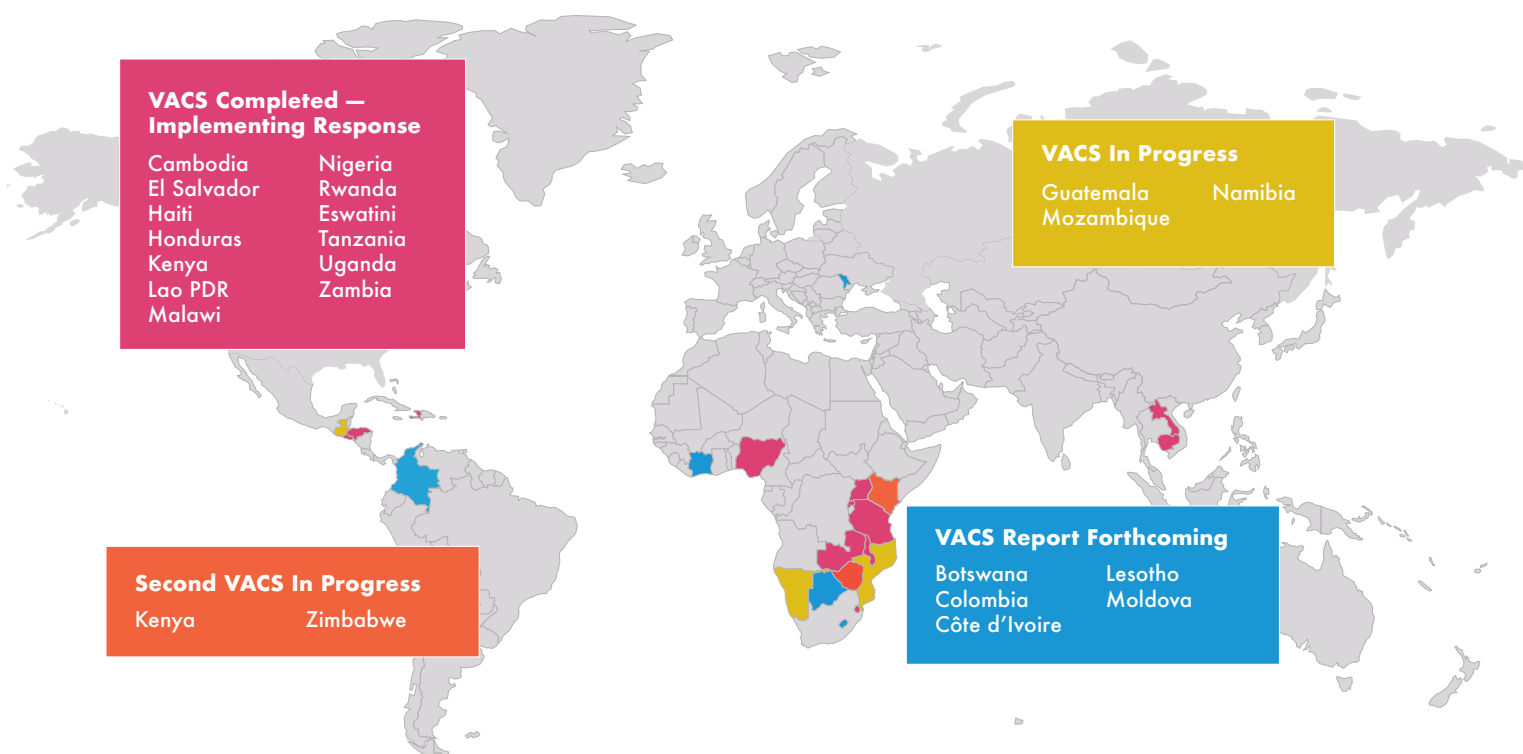 VACS Completed —
Implementing Response
Cambodia
El Salvador
Haiti
Honduras
Kenya
Lao PDR
Malawi
Nigeria
Rwanda
Eswatini
Tanzania
Uganda
Zambia
VACS In Progress
Guatemala
Mozambique
Namibia
Second VACS In Progress
Kenya
Zimbabwe
VACS Report Forthcoming
Botswana
Colombia
Côte d’Ivoire
Lesotho
Moldova